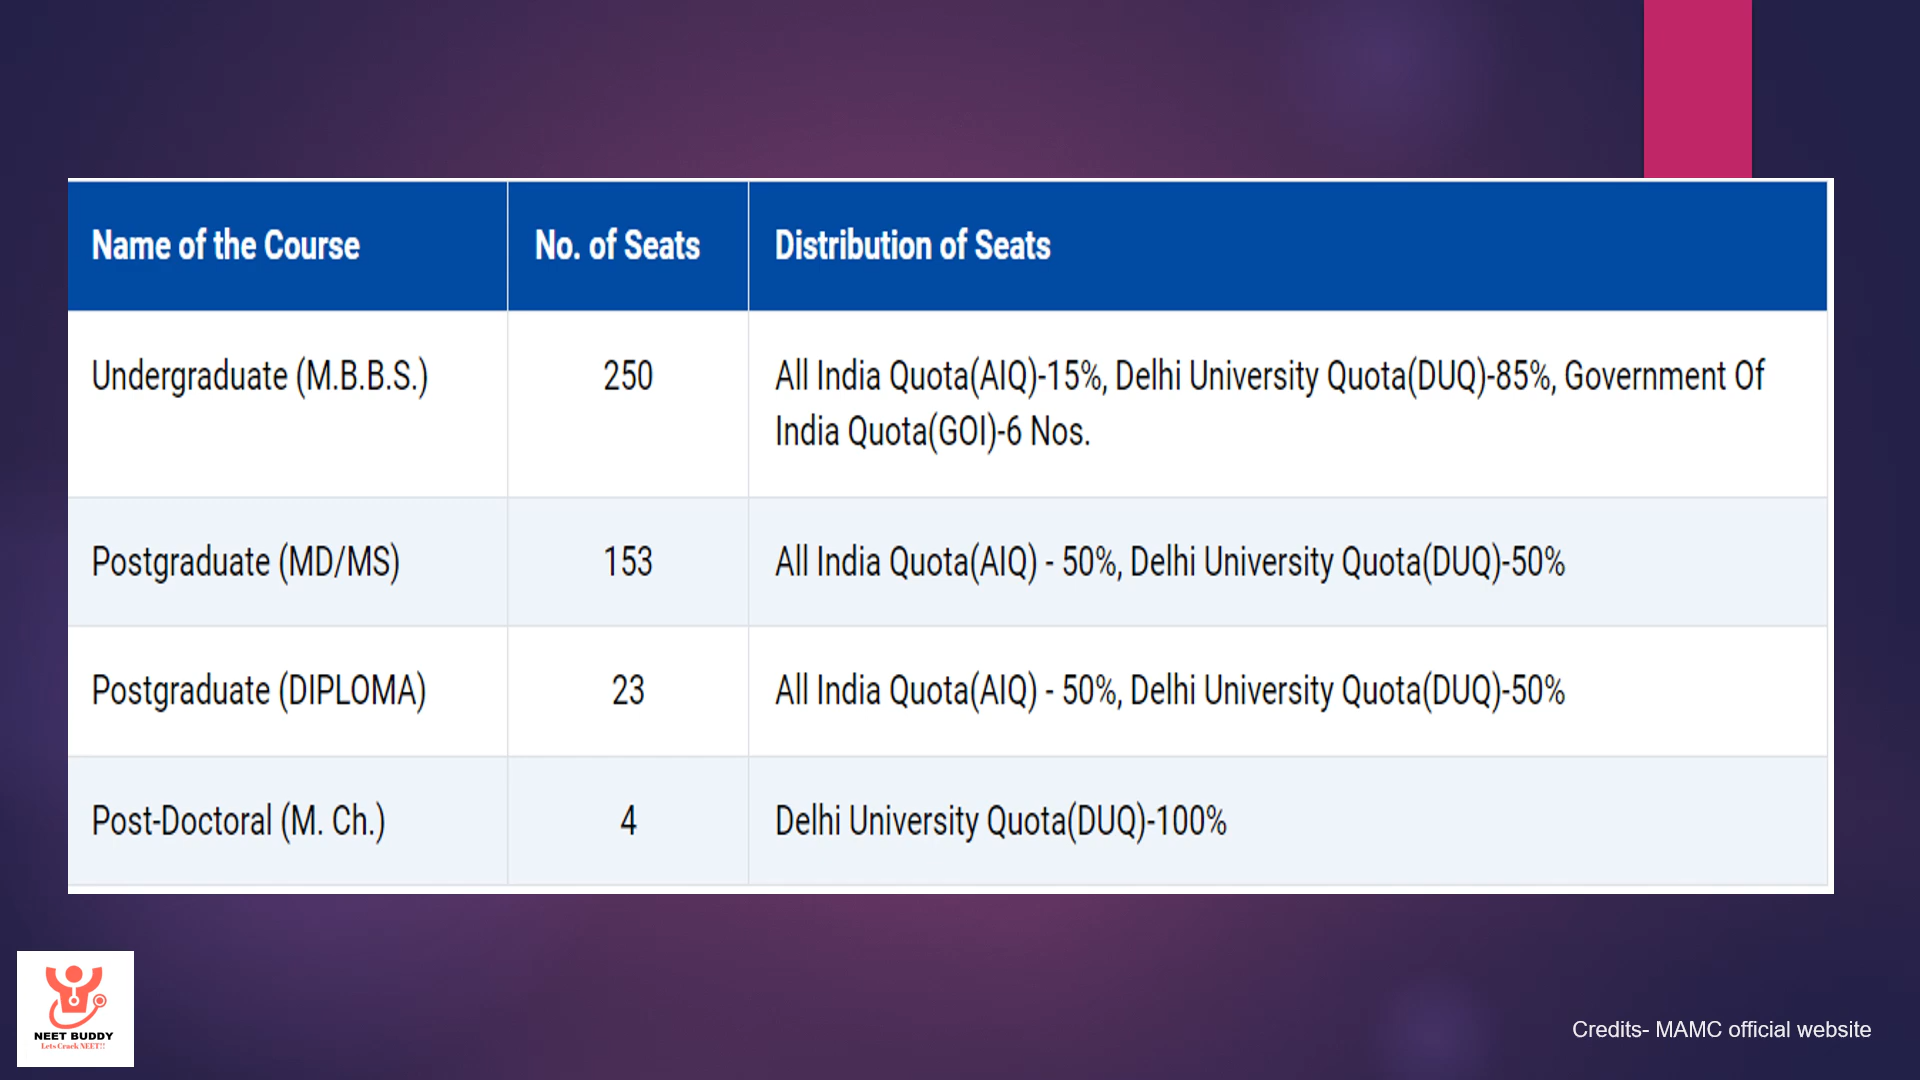 Name of the Course
No. of Seats
Distribution of Seats
Undergraduate (M.B.B.S.)
250
All India Quota(AIQ)-15%, Delhi University Quota(DUQ)-85%, Government Of
India Quota(GOI)-6 Nos.
Postgraduate (MD/MS)
153
All India Quota(AIQ) - 50%, Delhi University Quota(DUQ)-50%
Postgraduate (DIPLOMA)
23
All India Quota(AIQ) - 50%, Delhi University Quota(DUQ)-50%
Post-Doctoral (M. Ch.)
4
Delhi University Quota(DUQ)-100%
NEET BUDDY
Lets Crack NEET!!
Credits- MAMC official website